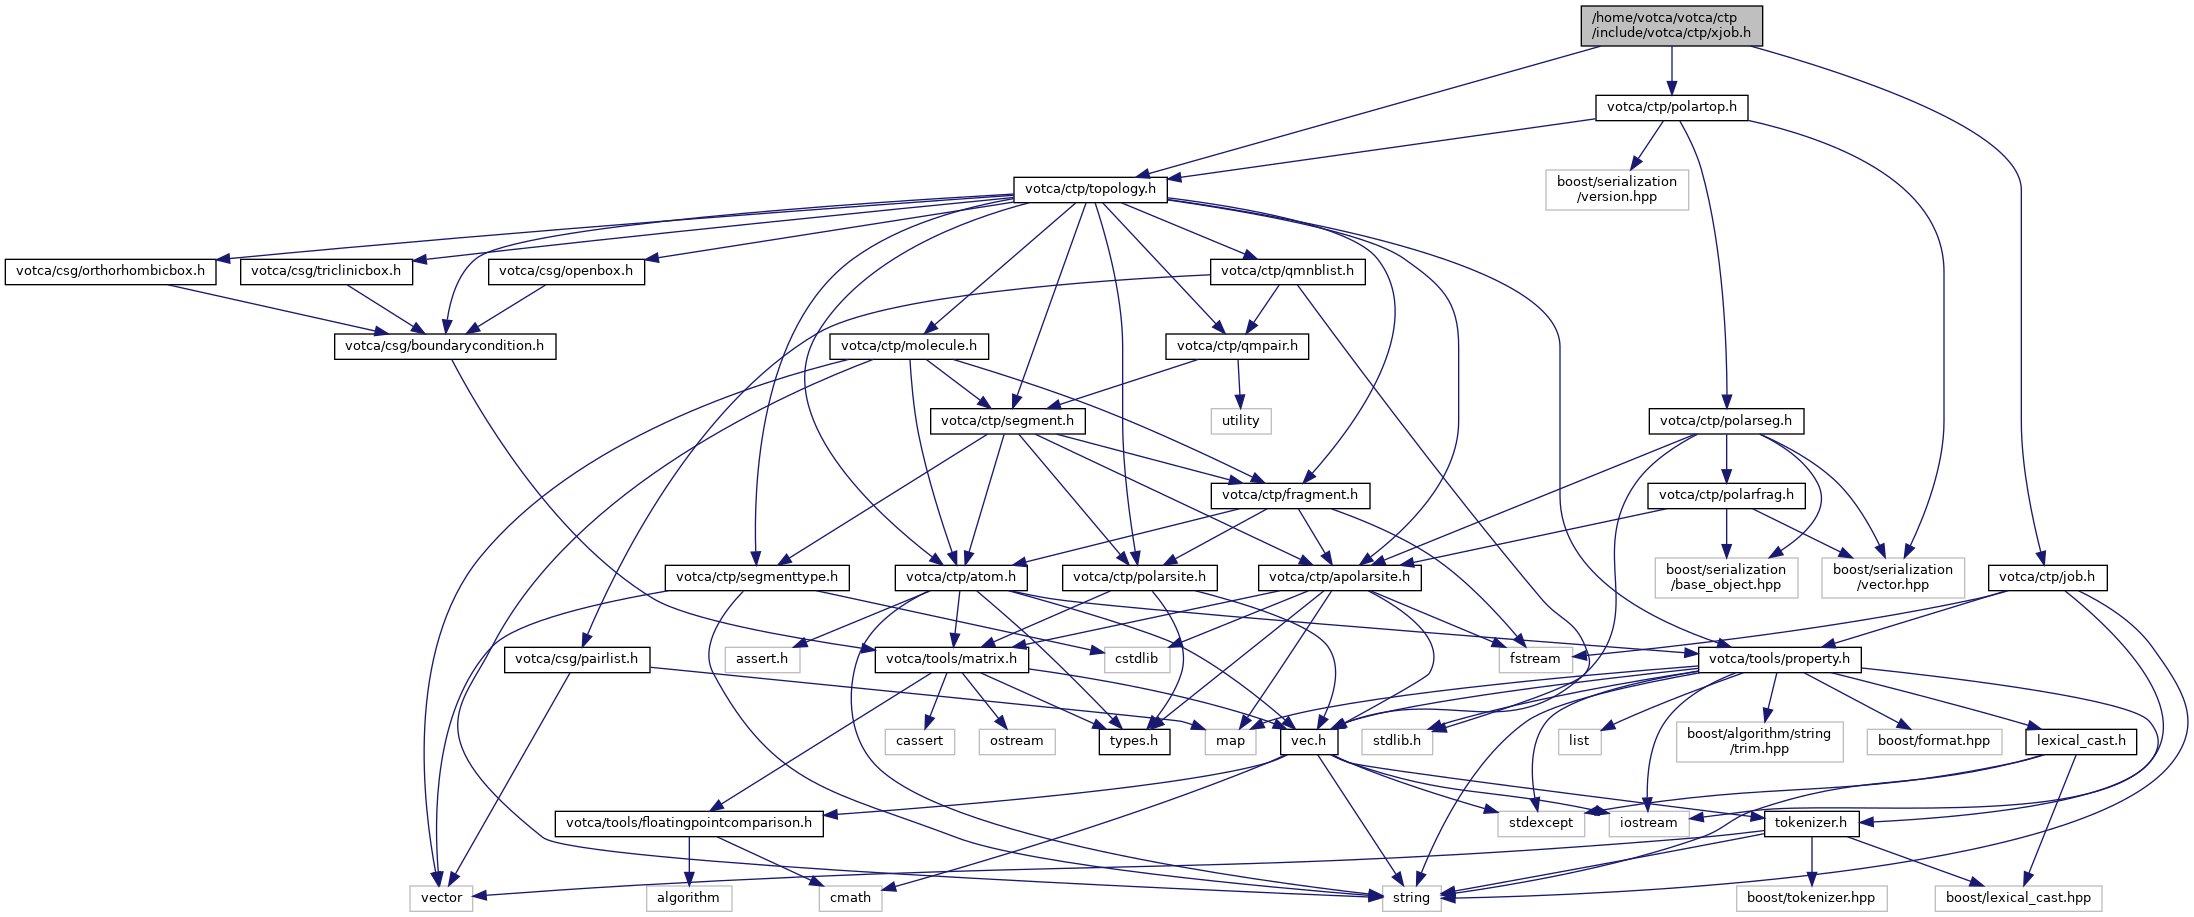 /home/votca/votca/ctp
/include/votca/ctp/xjob.h
votca/ctp/polartop.h
boost/serialization
/version.hpp
votca/ctp/topology.h
votca/csg/orthorhombicbox.h
votca/csg/triclinicbox.h
votca/csg/openbox.h
votca/ctp/qmnblist.h
votca/csg/boundarycondition.h
votca/ctp/molecule.h
votca/ctp/qmpair.h
votca/ctp/segment.h
utility
votca/ctp/polarseg.h
votca/ctp/fragment.h
votca/ctp/polarfrag.h
votca/ctp/segmenttype.h
votca/ctp/atom.h
votca/ctp/polarsite.h
votca/ctp/apolarsite.h
boost/serialization
/base_object.hpp
boost/serialization
/vector.hpp
votca/ctp/job.h
votca/csg/pairlist.h
assert.h
votca/tools/matrix.h
cstdlib
fstream
votca/tools/property.h
cassert
ostream
types.h
map
vec.h
stdlib.h
list
boost/algorithm/string
/trim.hpp
boost/format.hpp
lexical_cast.h
votca/tools/floatingpointcomparison.h
stdexcept
iostream
tokenizer.h
vector
algorithm
cmath
string
boost/tokenizer.hpp
boost/lexical_cast.hpp